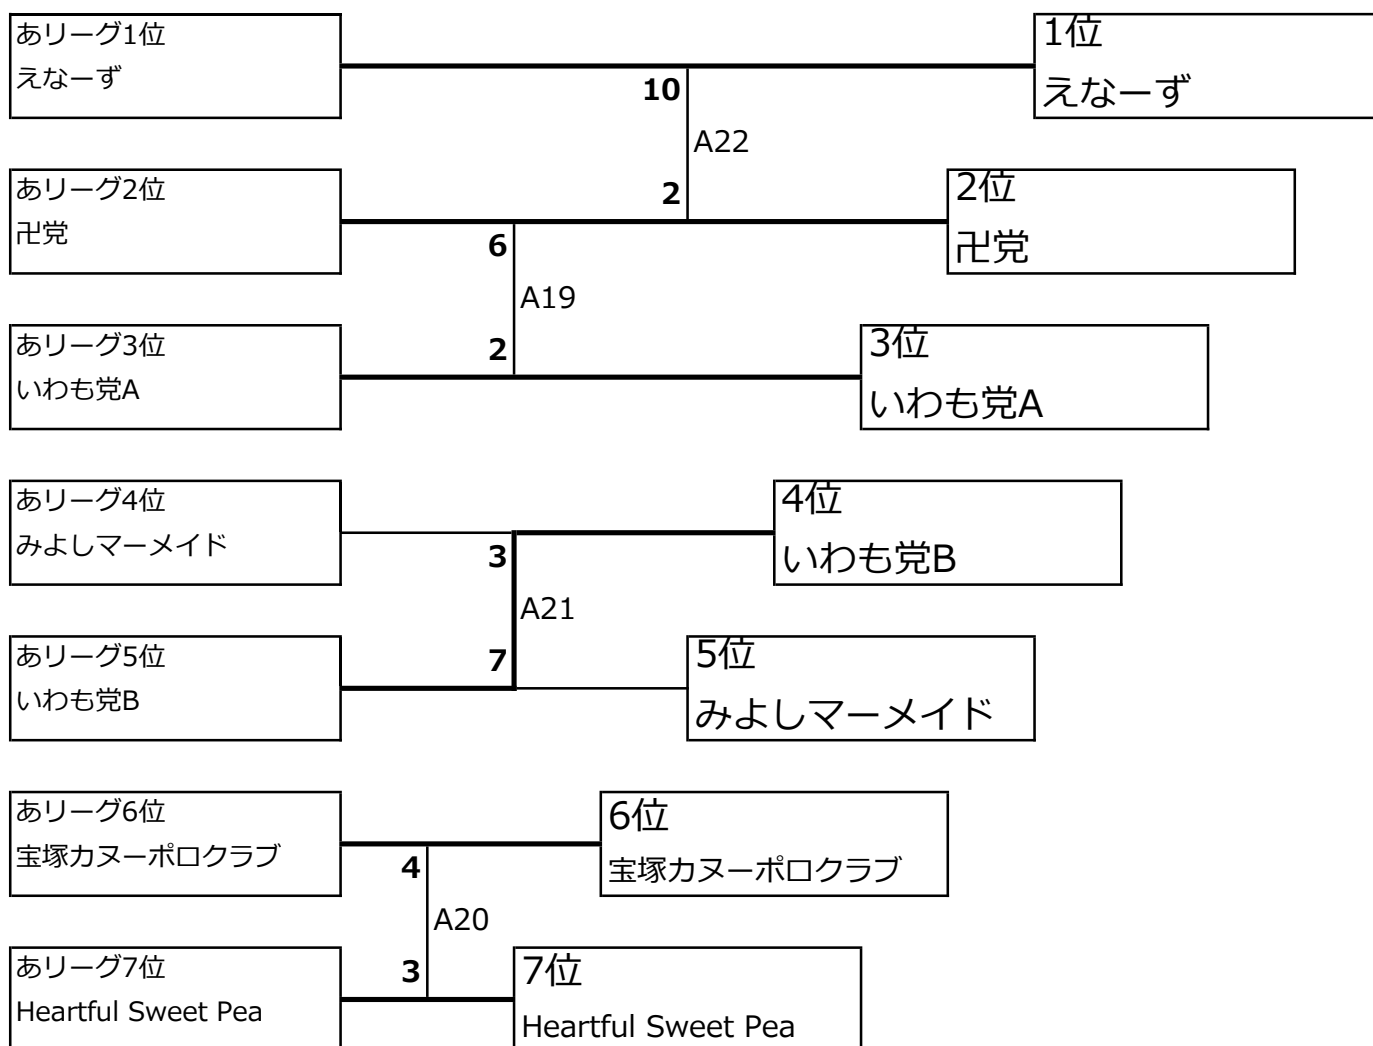 あリーグ1位
えなーず
1位
えなーず
10
A22
2
あリーグ2位
卍党
2位
卍党
6
A19
2
あリーグ3位
いわも党A
3位
いわも党A
あリーグ4位
みよしマーメイド
4位
いわも党B
3
A21
7
あリーグ5位
いわも党B
5位
みよしマーメイド
あリーグ6位
宝塚カヌーポロクラブ
6位
宝塚カヌーポロクラブ
4
A20
3
あリーグ7位
Heartful Sweet Pea
7位
Heartful Sweet Pea